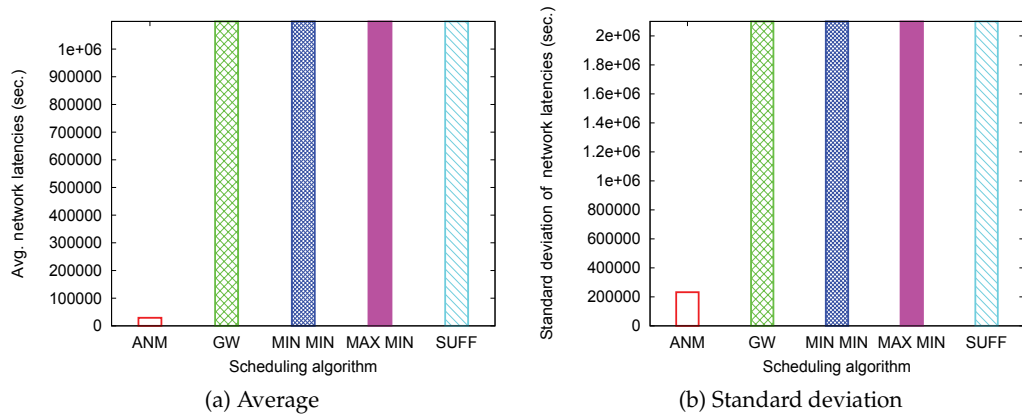 Avg. network latencies (sec.)
1e+06
900000
800000
700000
600000
500000
400000
300000
200000
100000
0
ANM GW MIN MIN MAX MIN SUFF
Scheduling algorithm
(a) Average
Standard deviation of network latencies (sec.)
2e+06
1.8e+06
1.6e+06
1.4e+06
1.2e+06
1e+06
800000
600000
400000
200000
0
ANM GW MIN MIN MAX MIN SUFF
Scheduling algorithm
(b) Standard deviation